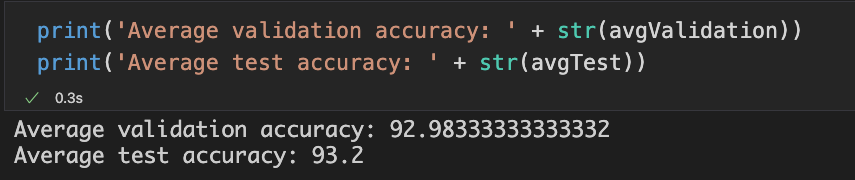 print('Average validation accuracy: ' + str(avgValidation))
print('Average test accuracy: ' + str(avgTest))
✓ 0.3s
Average validation accuracy: 92.98333333333332
Average test accuracy: 93.2